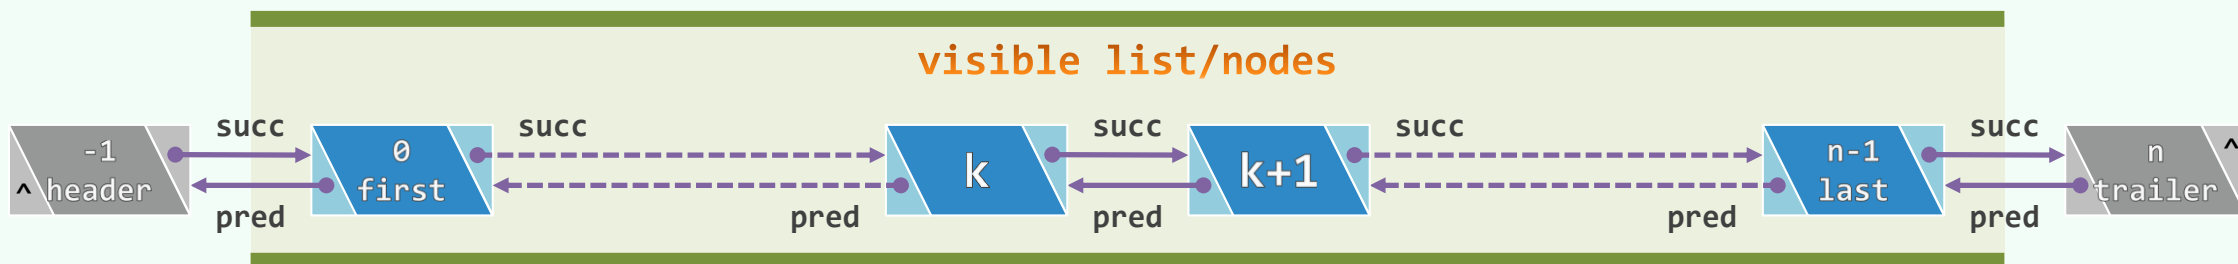 visible list/nodes
succ succ succ succ succ
^ -1 0 k k+1 n-1 n ^
header first last trailer
pred pred pred pred pred